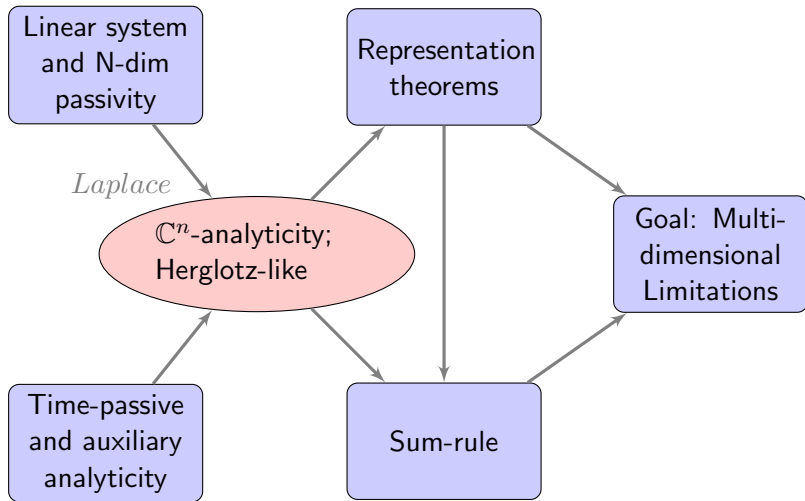 Linear system
and N-dim
passivity
Representation
theorems
Laplace
ℂⁿ-analyticity;
Herglotz-like
Goal: Multi-
dimensional
Limitations
Time-passive
and auxiliary
analyticity
Sum-rule